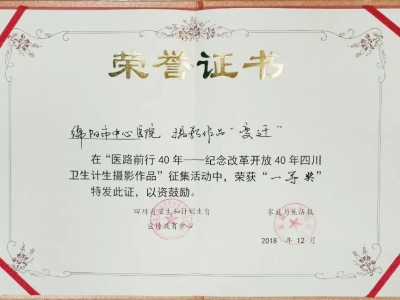 荣誉证书
绵阳市中心医院 摄影作品“变迁”
在“医路前行40年——纪念改革开放40年四川
卫生计生摄影作品”征集活动中，荣获“一等奖”
特发此证，以资鼓励。
四川省卫生和计划生育 家庭与生活报
宣传教育中心
2018 年 12月